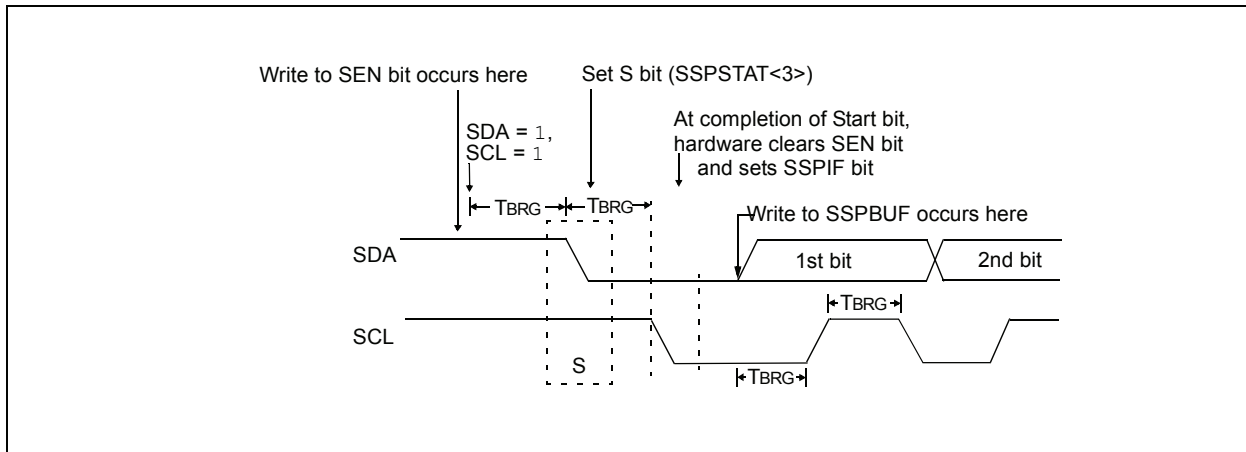 Write to SEN bit occurs here
Set S bit (SSPSTAT<3>)
SDA = 1,
SCL = 1
At completion of Start bit,
hardware clears SEN bit
and sets SSPIF bit
TBRG
TBRG
Write to SSPBUF occurs here
SDA
1st bit
2nd bit
TBRG
SCL
S
TBRG